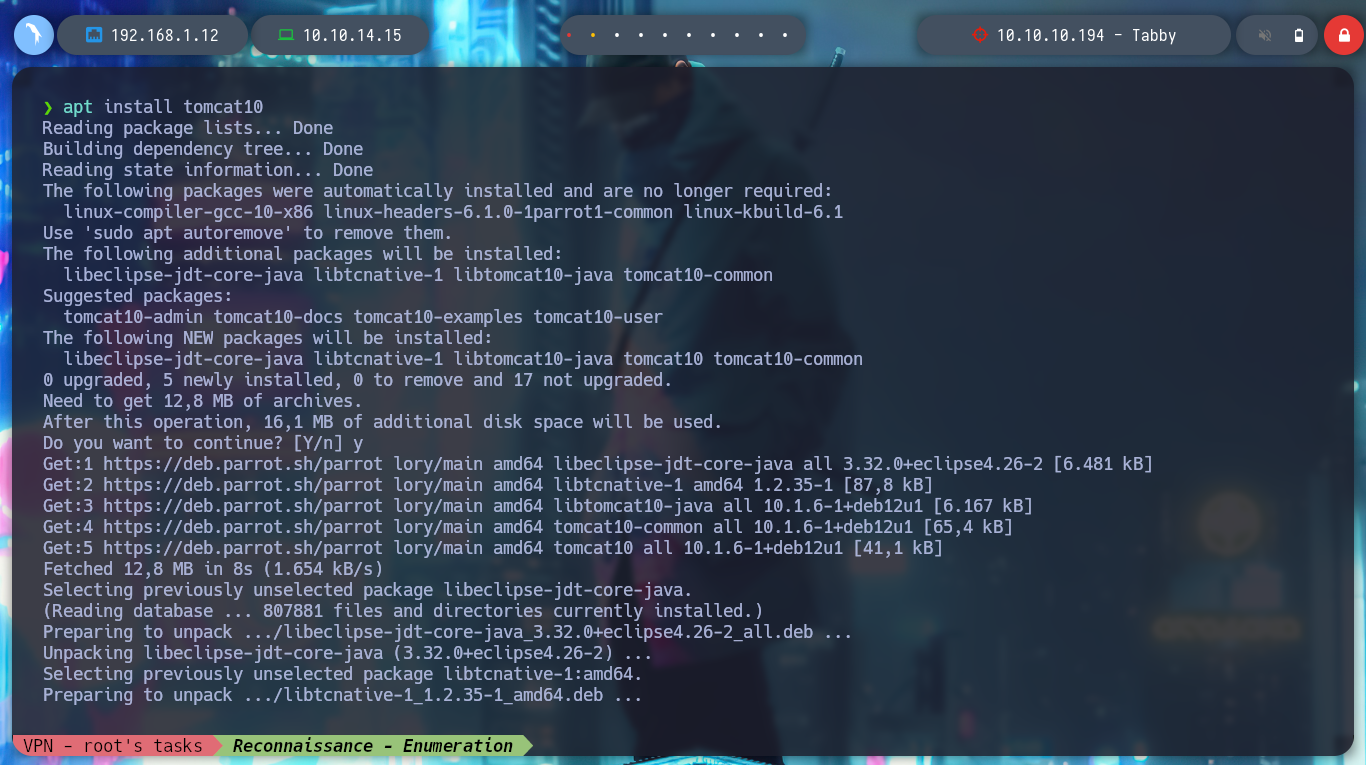 192.168.1.12
10.10.14.15
10.10.10.194 - Tabby
❯ apt install tomcat10
Reading package lists... Done
Building dependency tree... Done
Reading state information... Done
The following packages were automatically installed and are no longer required:
  linux-compiler-gcc-10-x86 linux-headers-6.1.0-1parrot1-common linux-kbuild-6.1
Use 'sudo apt autoremove' to remove them.
The following additional packages will be installed:
  libeclipse-jdt-core-java libtcnative-1 libtomcat10-java tomcat10-common
Suggested packages:
  tomcat10-admin tomcat10-docs tomcat10-examples tomcat10-user
The following NEW packages will be installed:
  libeclipse-jdt-core-java libtcnative-1 libtomcat10-java tomcat10 tomcat10-common
0 upgraded, 5 newly installed, 0 to remove and 17 not upgraded.
Need to get 12,8 MB of archives.
After this operation, 16,1 MB of additional disk space will be used.
Do you want to continue? [Y/n] y
Get:1 https://deb.parrot.sh/parrot lory/main amd64 libeclipse-jdt-core-java all 3.32.0+eclipse4.26-2 [6.481 kB]
Get:2 https://deb.parrot.sh/parrot lory/main amd64 libtcnative-1 amd64 1.2.35-1 [87,8 kB]
Get:3 https://deb.parrot.sh/parrot lory/main amd64 libtomcat10-java all 10.1.6-1+deb12u1 [6.167 kB]
Get:4 https://deb.parrot.sh/parrot lory/main amd64 tomcat10-common all 10.1.6-1+deb12u1 [65,4 kB]
Get:5 https://deb.parrot.sh/parrot lory/main amd64 tomcat10 all 10.1.6-1+deb12u1 [41,1 kB]
Fetched 12,8 MB in 8s (1.654 kB/s)
Selecting previously unselected package libeclipse-jdt-core-java.
(Reading database ... 807881 files and directories currently installed.)
Preparing to unpack .../libeclipse-jdt-core-java_3.32.0+eclipse4.26-2_all.deb ...
Unpacking libeclipse-jdt-core-java (3.32.0+eclipse4.26-2) ...
Selecting previously unselected package libtcnative-1:amd64.
Preparing to unpack .../libtcnative-1_1.2.35-1_amd64.deb ...
VPN - root's tasks Reconnaissance - Enumeration